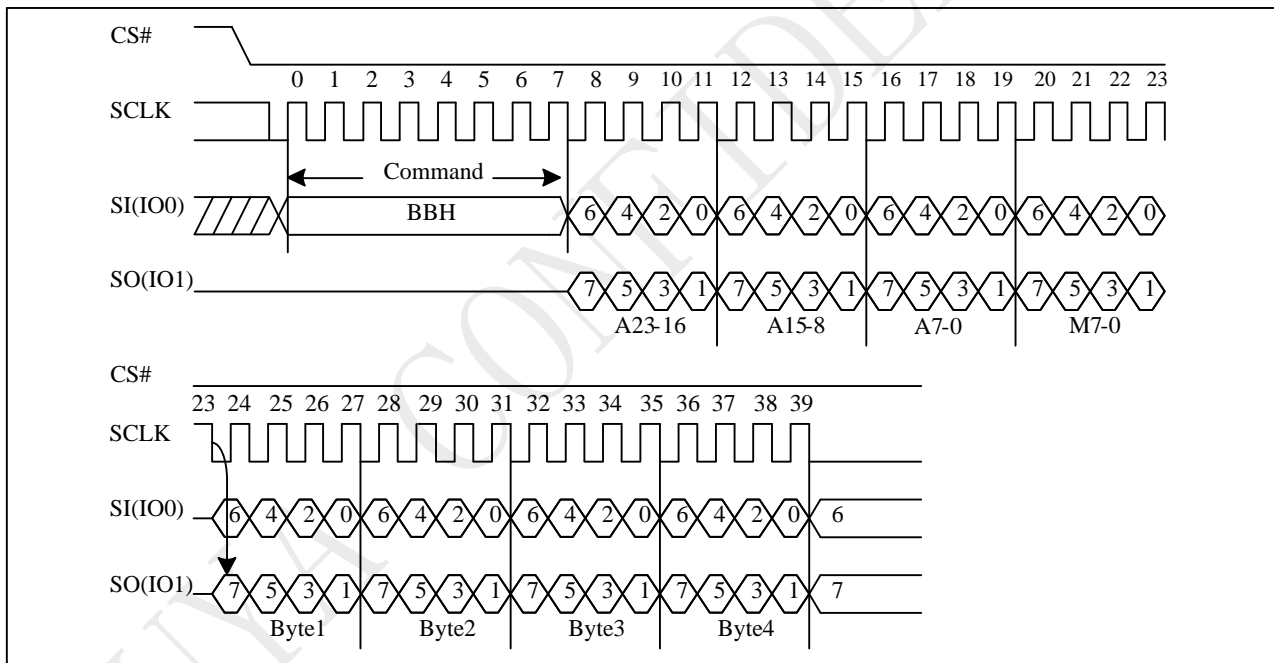 CS#
0 1 2 3 4 5 6 7 8 9 10 11 12 13 14 15 16 17 18 19 20 21 22 23
SCLK
Command
SI(IO0) BBH 6 4 2 0 6 4 2 0 6 4 2 0 6 4 2 0
SO(IO1) 7 5 3 1 7 5 3 1 7 5 3 1 7 5 3 1
A23-16 A15-8 A7-0 M7-0
CS#
23 24 25 26 27 28 29 30 31 32 33 34 35 36 37 38 39
SCLK
SI(IO0) 6 4 2 0 6 4 2 0 6 4 2 0 6 4 2 0 6
SO(IO1) 7 5 3 1 7 5 3 1 7 5 3 1 7 5 3 1 7
Byte1 Byte2 Byte3 Byte4